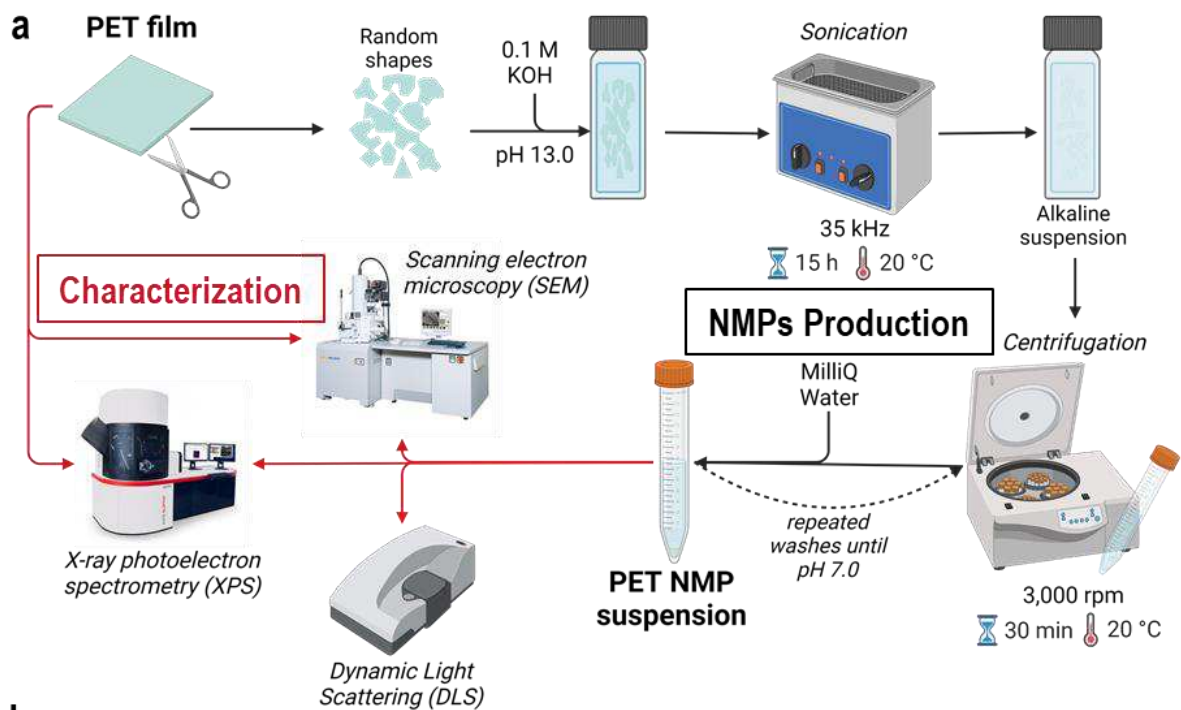 a
PET film
Random
shapes
0.1 M
KOH
pH 13.0
Sonication
35 kHz
15 h
20 °C
Alkaline
suspension
Characterization
Scanning electron
microscopy (SEM)
NMPs Production
Centrifugation
MilliQ
Water
repeated
washes until
pH 7.0
3,000 rpm
30 min
20 °C
PET NMP
suspension
X-ray photoelectron
spectrometry (XPS)
Dynamic Light
Scattering (DLS)